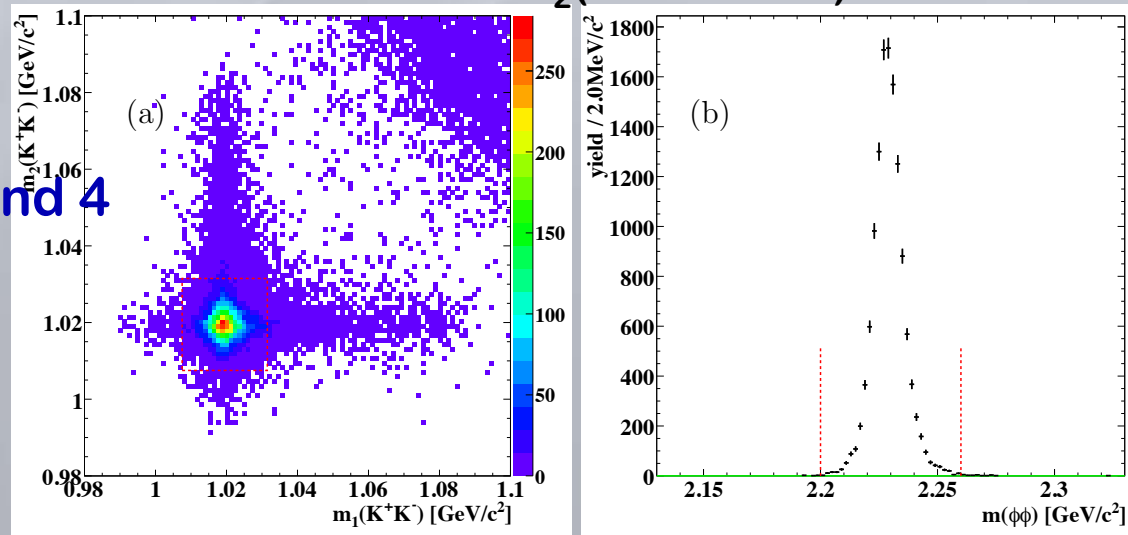 2(
)
nd 4
(a)
m₂(K⁺K⁻) [GeV/c²]
1.1
1.08
1.06
1.04
1.02
1
0.98
0.98 1 1.02 1.04 1.06 1.08 1.1
m₁(K⁺K⁻) [GeV/c²]
250
200
150
100
50
0
(b)
yield / 2.0MeV/c²
1800
1600
1400
1200
1000
800
600
400
200
0
2.15 2.2 2.25 2.3
m(ϕϕ) [GeV/c²]